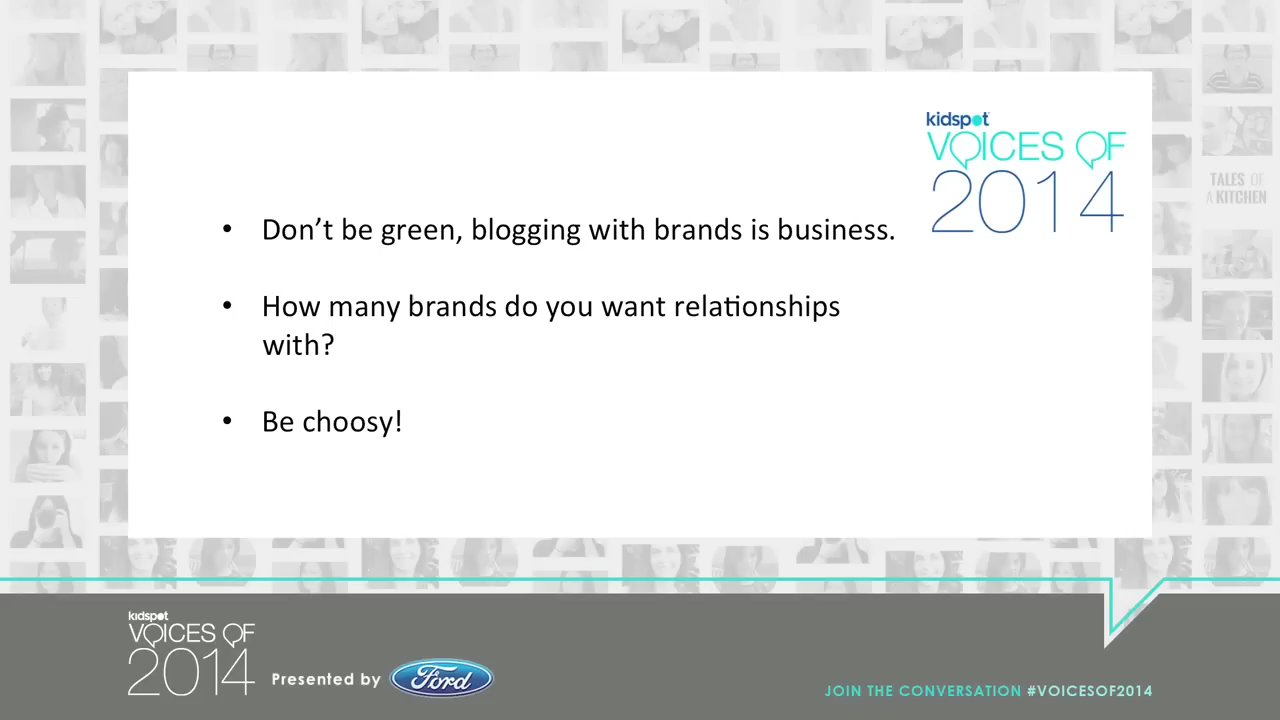 kidspot
VOICES OF
2014
TALES OF
A KITCHEN
• Don’t be green, blogging with brands is business.
• How many brands do you want relationships
with?
• Be choosy!
kidspot
VOICES OF
2014
Presented by
Ford
JOIN THE CONVERSATION #VOICESOF2014